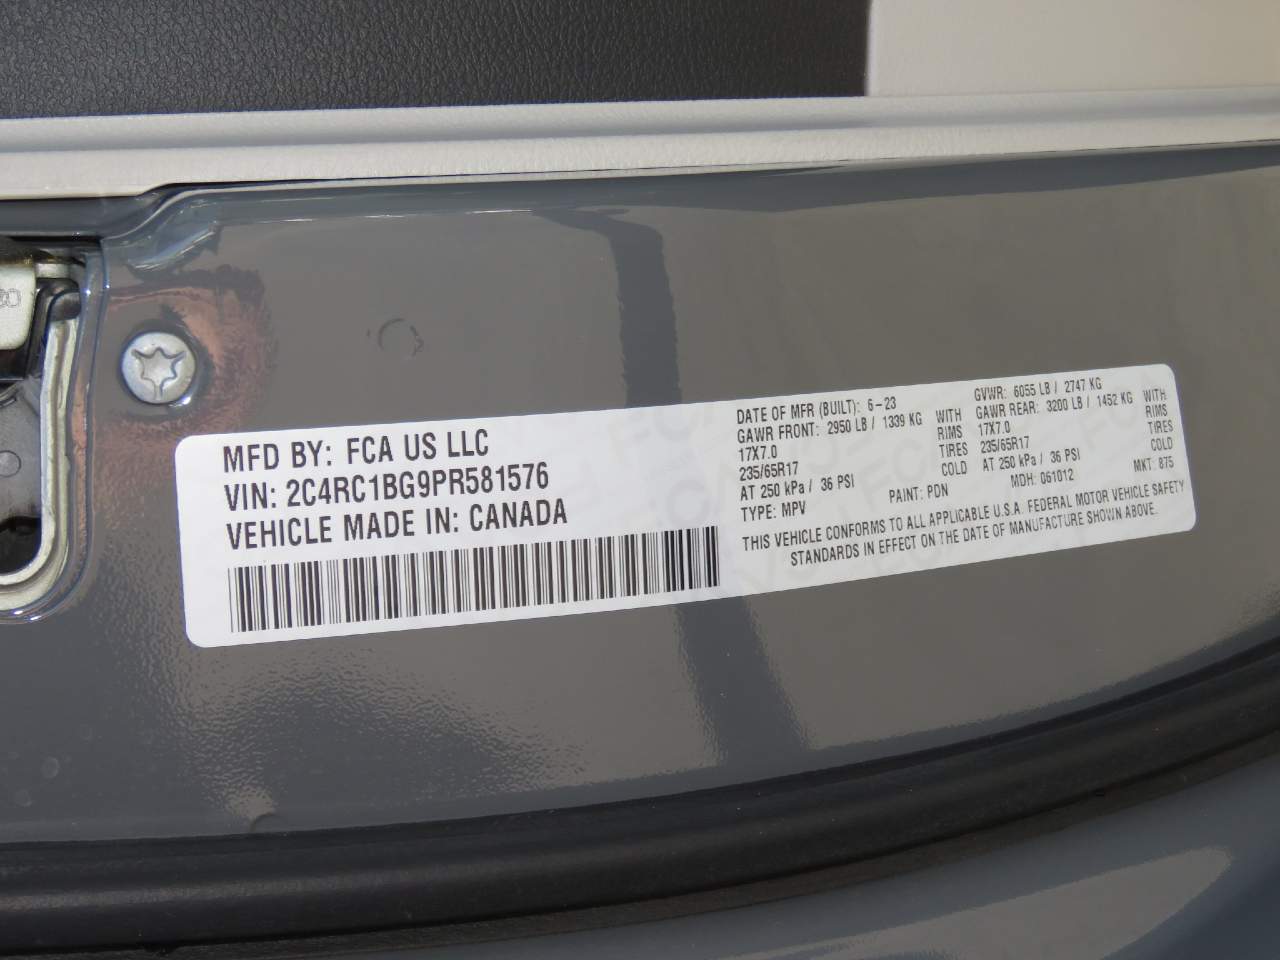 MFD BY: FCA US LLC
VIN: 2C4RC1BG9PR581576
VEHICLE MADE IN: CANADA
DATE OF MFR (BUILT): 6-23
GVWR: 6055 LB / 2747 KG
GAWR FRONT: 2950 LB / 1339 KG WITH
GAWR REAR: 3200 LB / 1452 KG WITH
17X7.0 RIMS
17X7.0 RIMS
235/65R17 TIRES
235/65R17 TIRES
AT 250 kPa / 36 PSI COLD
AT 250 kPa / 36 PSI COLD
TYPE: MPV
PAINT: PDN
MDH: 061012
MKT: 875
THIS VEHICLE CONFORMS TO ALL APPLICABLE U.S.A. FEDERAL MOTOR VEHICLE SAFETY
STANDARDS IN EFFECT ON THE DATE OF MANUFACTURE SHOWN ABOVE.